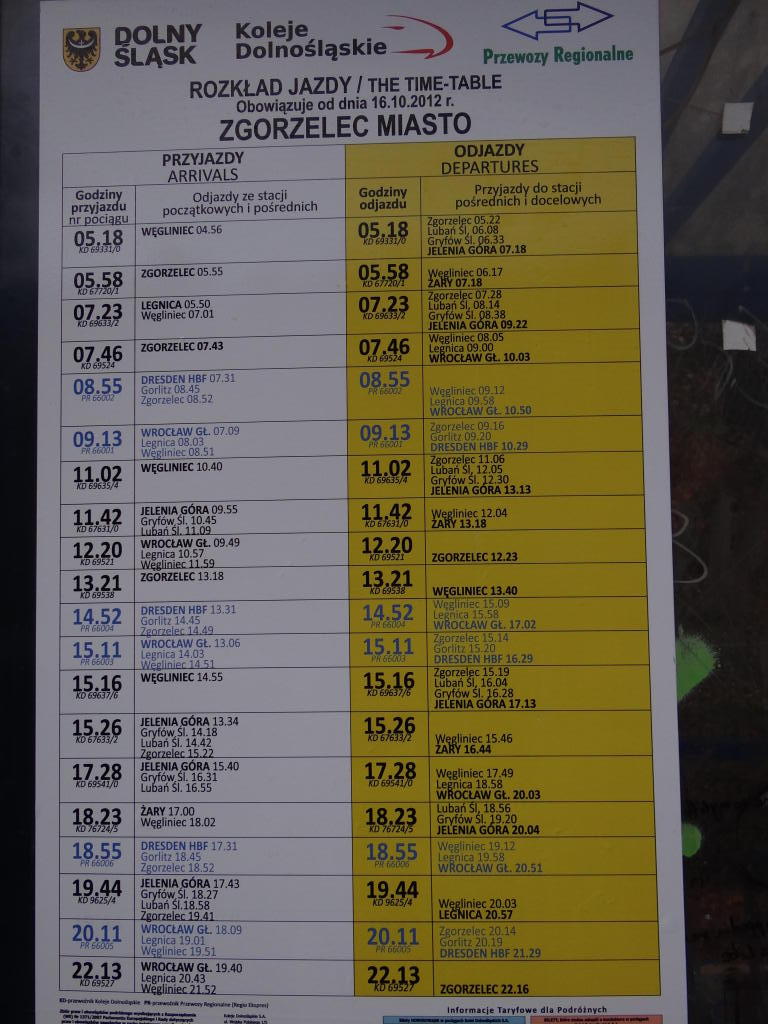 DOLNY
ŚLĄSK
Koleje
Dolnośląskie
Przewozy Regionalne
ROZKŁAD JAZDY / THE TIME-TABLE
Obowiązuje od dnia 16.10.2012 r.
ZGORZELEC MIASTO
PRZYJAZDY
ARRIVALS
ODJAZDY
DEPARTURES
Godziny
przyjazdu
nr pociągu
Odjazdy ze stacji
początkowych i pośrednich
Godziny
odjazdu
Przyjazdy do stacji
pośrednich i docelowych
05.18
KD 69331/0
WĘGLINIEC 04.56
05.18
KD 69331/0
Zgorzelec 05.22
Lubań Śl, 06.08
Gryfów Śl, 06.33
JELENIA GÓRA 07.18
05.58
KD 67720/1
ZGORZELEC 05.55
05.58
KD 67720/1
Węgliniec 06.17
ŻARY 07.18
07.23
KD 69633/2
LEGNICA 05.50
Węgliniec 07.01
07.23
KD 69633/2
Zgorzelec 07.28
Lubań Śl, 08.14
Gryfów Śl. 08.38
JELENIA GÓRA 09.22
07.46
KD 69524
ZGORZELEC 07.43
07.46
KD 69524
Węgliniec 08.05
Legnica 09.00
WROCŁAW GŁ. 10.03
08.55
PR 66002
DRESDEN HBF 07.31
Gorlitz 08.45
Zgorzelec 08.52
08.55
PR 66002
Węgliniec 09.12
Legnica 09.58
WROCŁAW GŁ. 10.50
09.13
PR 66001
WROCŁAW GŁ. 07.09
Legnica 08.03
Węgliniec 08.51
09.13
PR 66001
Zgorzelec 09.16
Gorlitz 09.20
DRESDEN HBF 10.29
11.02
KD 69635/4
WĘGLINIEC 10.40
11.02
KD 69635/4
Zgorzelec 11.06
Lubań Śl, 12.05
Gryfów Śl. 12.30
JELENIA GÓRA 13.13
11.42
KD 67631/0
JELENIA GÓRA 09.55
Gryfów Śl. 10.45
Lubań Śl. 11.09
11.42
KD 67631/0
Węgliniec 12.04
ŻARY 13.18
12.20
KD 69521
WROCŁAW GŁ. 09.49
Legnica 10.57
Węgliniec 11.59
12.20
KD 69521
ZGORZELEC 12.23
13.21
KD 69538
ZGORZELEC 13.18
13.21
KD 69538
WĘGLINIEC 13.40
14.52
PR 66004
DRESDEN HBF 13.31
Gorlitz 14.45
Zgorzelec 14.49
14.52
PR 66004
Węgliniec 15.09
Legnica 15.58
WROCŁAW GŁ. 17.02
15.11
PR 66003
WROCŁAW GŁ. 13.06
Legnica 14.03
Węgliniec 14.51
15.11
PR 66003
Zgorzelec 15.14
Gorlitz 15.20
DRESDEN HBF 16.29
15.16
KD 69637/6
WĘGLINIEC 14.55
15.16
KD 69637/6
Zgorzelec 15.19
Lubań Śl, 16.04
Gryfów Śl. 16.28
JELENIA GÓRA 17.13
15.26
KD 67633/2
JELENIA GÓRA 13.34
Gryfów Śl. 14.18
Lubań Śl. 14.42
Zgorzelec 15.22
15.26
KD 67633/2
Węgliniec 15.46
ŻARY 16.44
17.28
KD 69541/0
JELENIA GÓRA 15.40
Gryfów Śl. 16.31
Lubań Śl. 16.55
17.28
KD 69541/0
Węgliniec 17.49
Legnica 18.58
WROCŁAW GŁ. 20.03
18.23
KD 76724/5
ŻARY 17.00
Węgliniec 18.02
18.23
KD 76724/5
Lubań Śl, 18.56
Gryfów Śl. 19.20
JELENIA GÓRA 20.04
18.55
PR 66006
DRESDEN HBF 17.31
Gorlitz 18.45
Zgorzelec 18.52
18.55
PR 66006
Węgliniec 19.12
Legnica 19.58
WROCŁAW GŁ. 20.51
19.44
KD 9625/4
JELENIA GÓRA 17.43
Gryfów Śl. 18.27
Lubań Śl.18.58
Zgorzelec 19.41
19.44
KD 9625/4
Węgliniec 20.03
LEGNICA 20.57
20.11
PR 66005
WROCŁAW GŁ. 18.09
Legnica 19.01
Węgliniec 19.51
20.11
PR 66005
Zgorzelec 20.14
Gorlitz 20.19
DRESDEN HBF 21.29
22.13
KD 69527
WROCŁAW GŁ. 19.40
Legnica 20.43
Węgliniec 21.52
22.13
KD 69527
ZGORZELEC 22.16
KD-przewoźnik Koleje Dolnośląskie PR-przewoźnik Przewozy Regionalne (Regio Ekspres)
Informacje Taryfowe dla Podróżnych